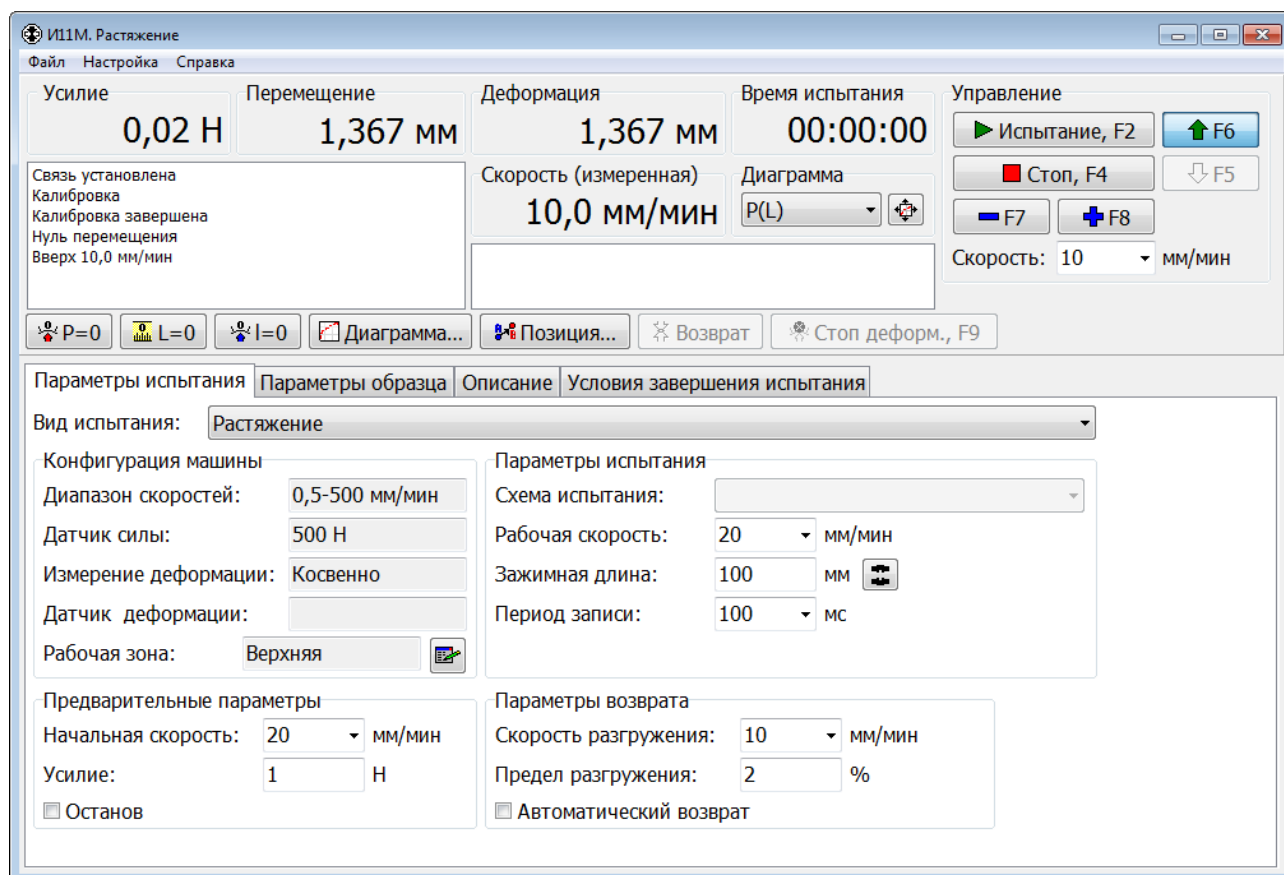 И11М. Растяжение
Файл Настройка Справка
Усилие Перемещение Деформация Время испытания Управление
0,02 Н 1,367 мм 1,367 мм 00:00:00
Испытание, F2 F6
Стоп, F4 F5
F7 F8
Скорость: 10 мм/мин
Связь установлена
Калибровка
Калибровка завершена
Нуль перемещения
Вверх 10,0 мм/мин
Скорость (измеренная) Диаграмма
10,0 мм/мин P(L)
P=0 L=0 l=0 Диаграмма... Позиция... Возврат Стоп деформ., F9
Параметры испытания Параметры образца Описание Условия завершения испытания
Вид испытания: Растяжение
Конфигурация машины
Диапазон скоростей: 0,5-500 мм/мин
Датчик силы: 500 Н
Измерение деформации: Косвенно
Датчик деформации:
Рабочая зона: Верхняя
Параметры испытания
Схема испытания:
Рабочая скорость: 20 мм/мин
Зажимная длина: 100 мм
Период записи: 100 мс
Предварительные параметры
Начальная скорость: 20 мм/мин
Усилие: 1 Н
Останов
Параметры возврата
Скорость разгружения: 10 мм/мин
Предел разгружения: 2 %
Автоматический возврат